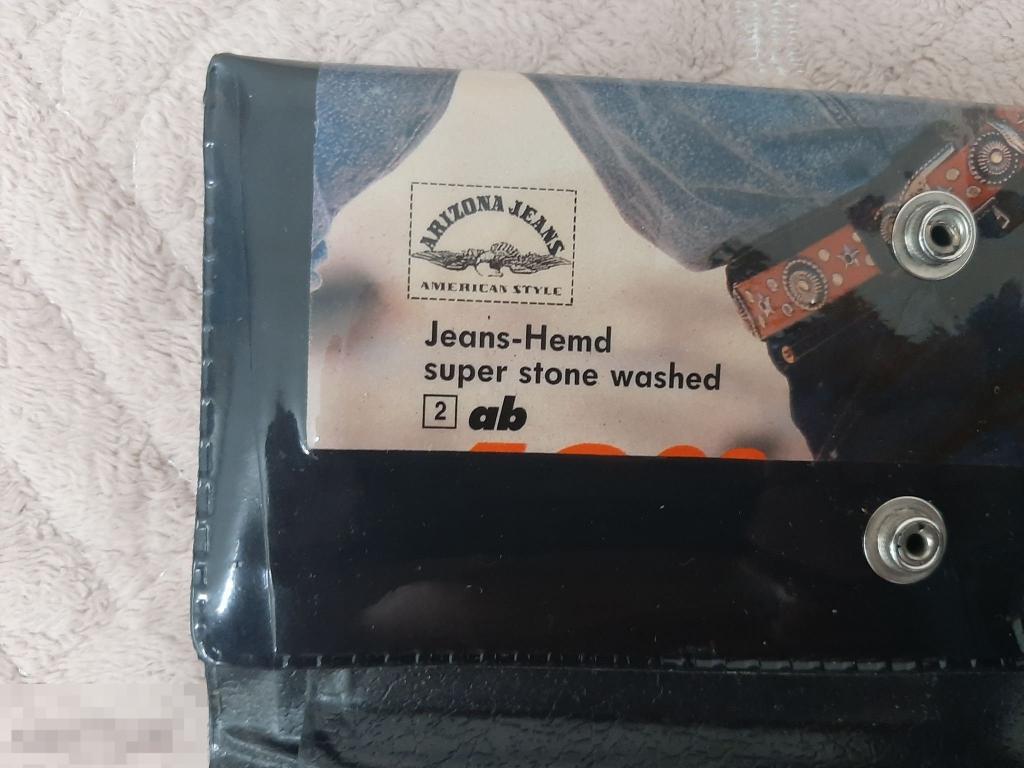 ARIZONA JEANS
AMERICAN STYLE
Jeans-Hemd
super stone washed
2 ab